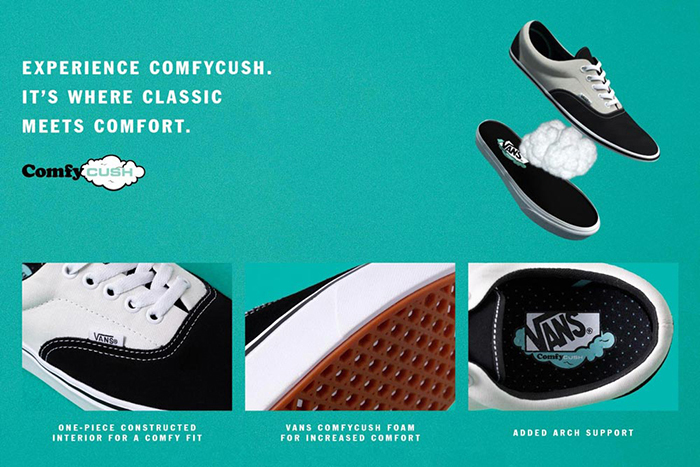 EXPERIENCE COMFYCUSH.
IT'S WHERE CLASSIC
MEETS COMFORT.
ComfyCUSH
VANS
VANS
VANS
ComfyCUSH
ONE-PIECE CONSTRUCTED
INTERIOR FOR A COMFY FIT
VANS COMFYCUSH FOAM
FOR INCREASED COMFORT
ADDED ARCH SUPPORT